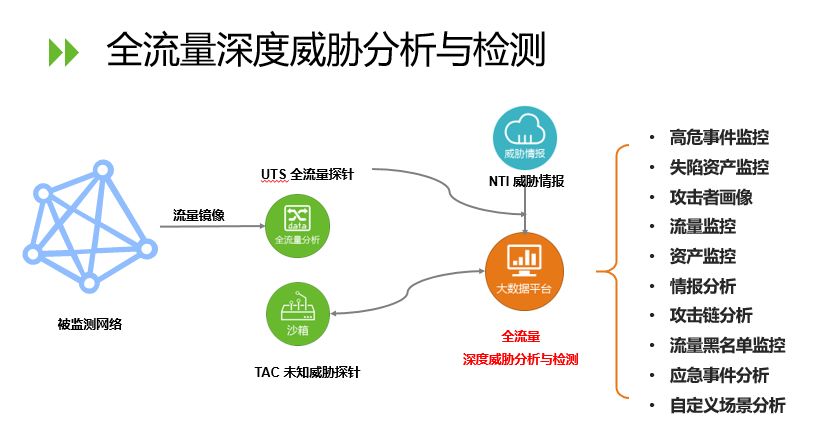 全流量深度威胁分析与检测
威胁情报
NTI 威胁情报
UTS 全流量探针
流量镜像
data
全流量分析
被监测网络
沙箱
TAC 未知威胁探针
大数据平台
全流量
深度威胁分析与检测
• 高危事件监控
• 失陷资产监控
• 攻击者画像
• 流量监控
• 资产监控
• 情报分析
• 攻击链分析
• 流量黑名单监控
• 应急事件分析
• 自定义场景分析